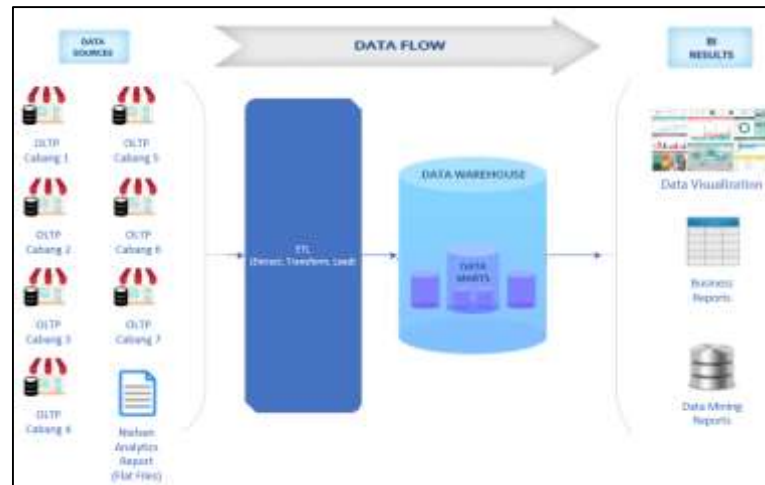 DATA
SOURCES
DATA FLOW
BI
RESULTS
OLTP
Cabang 1
OLTP
Cabang 5
OLTP
Cabang 2
OLTP
Cabang 6
OLTP
Cabang 3
OLTP
Cabang 7
OLTP
Cabang 4
Nielsen
Analytics
Report
(Flat Files)
ETL
(Extract, Transform, Load)
DATA WAREHOUSE
DATA
MARTS
Data Visualization
Business
Reports
Data Mining
Reports